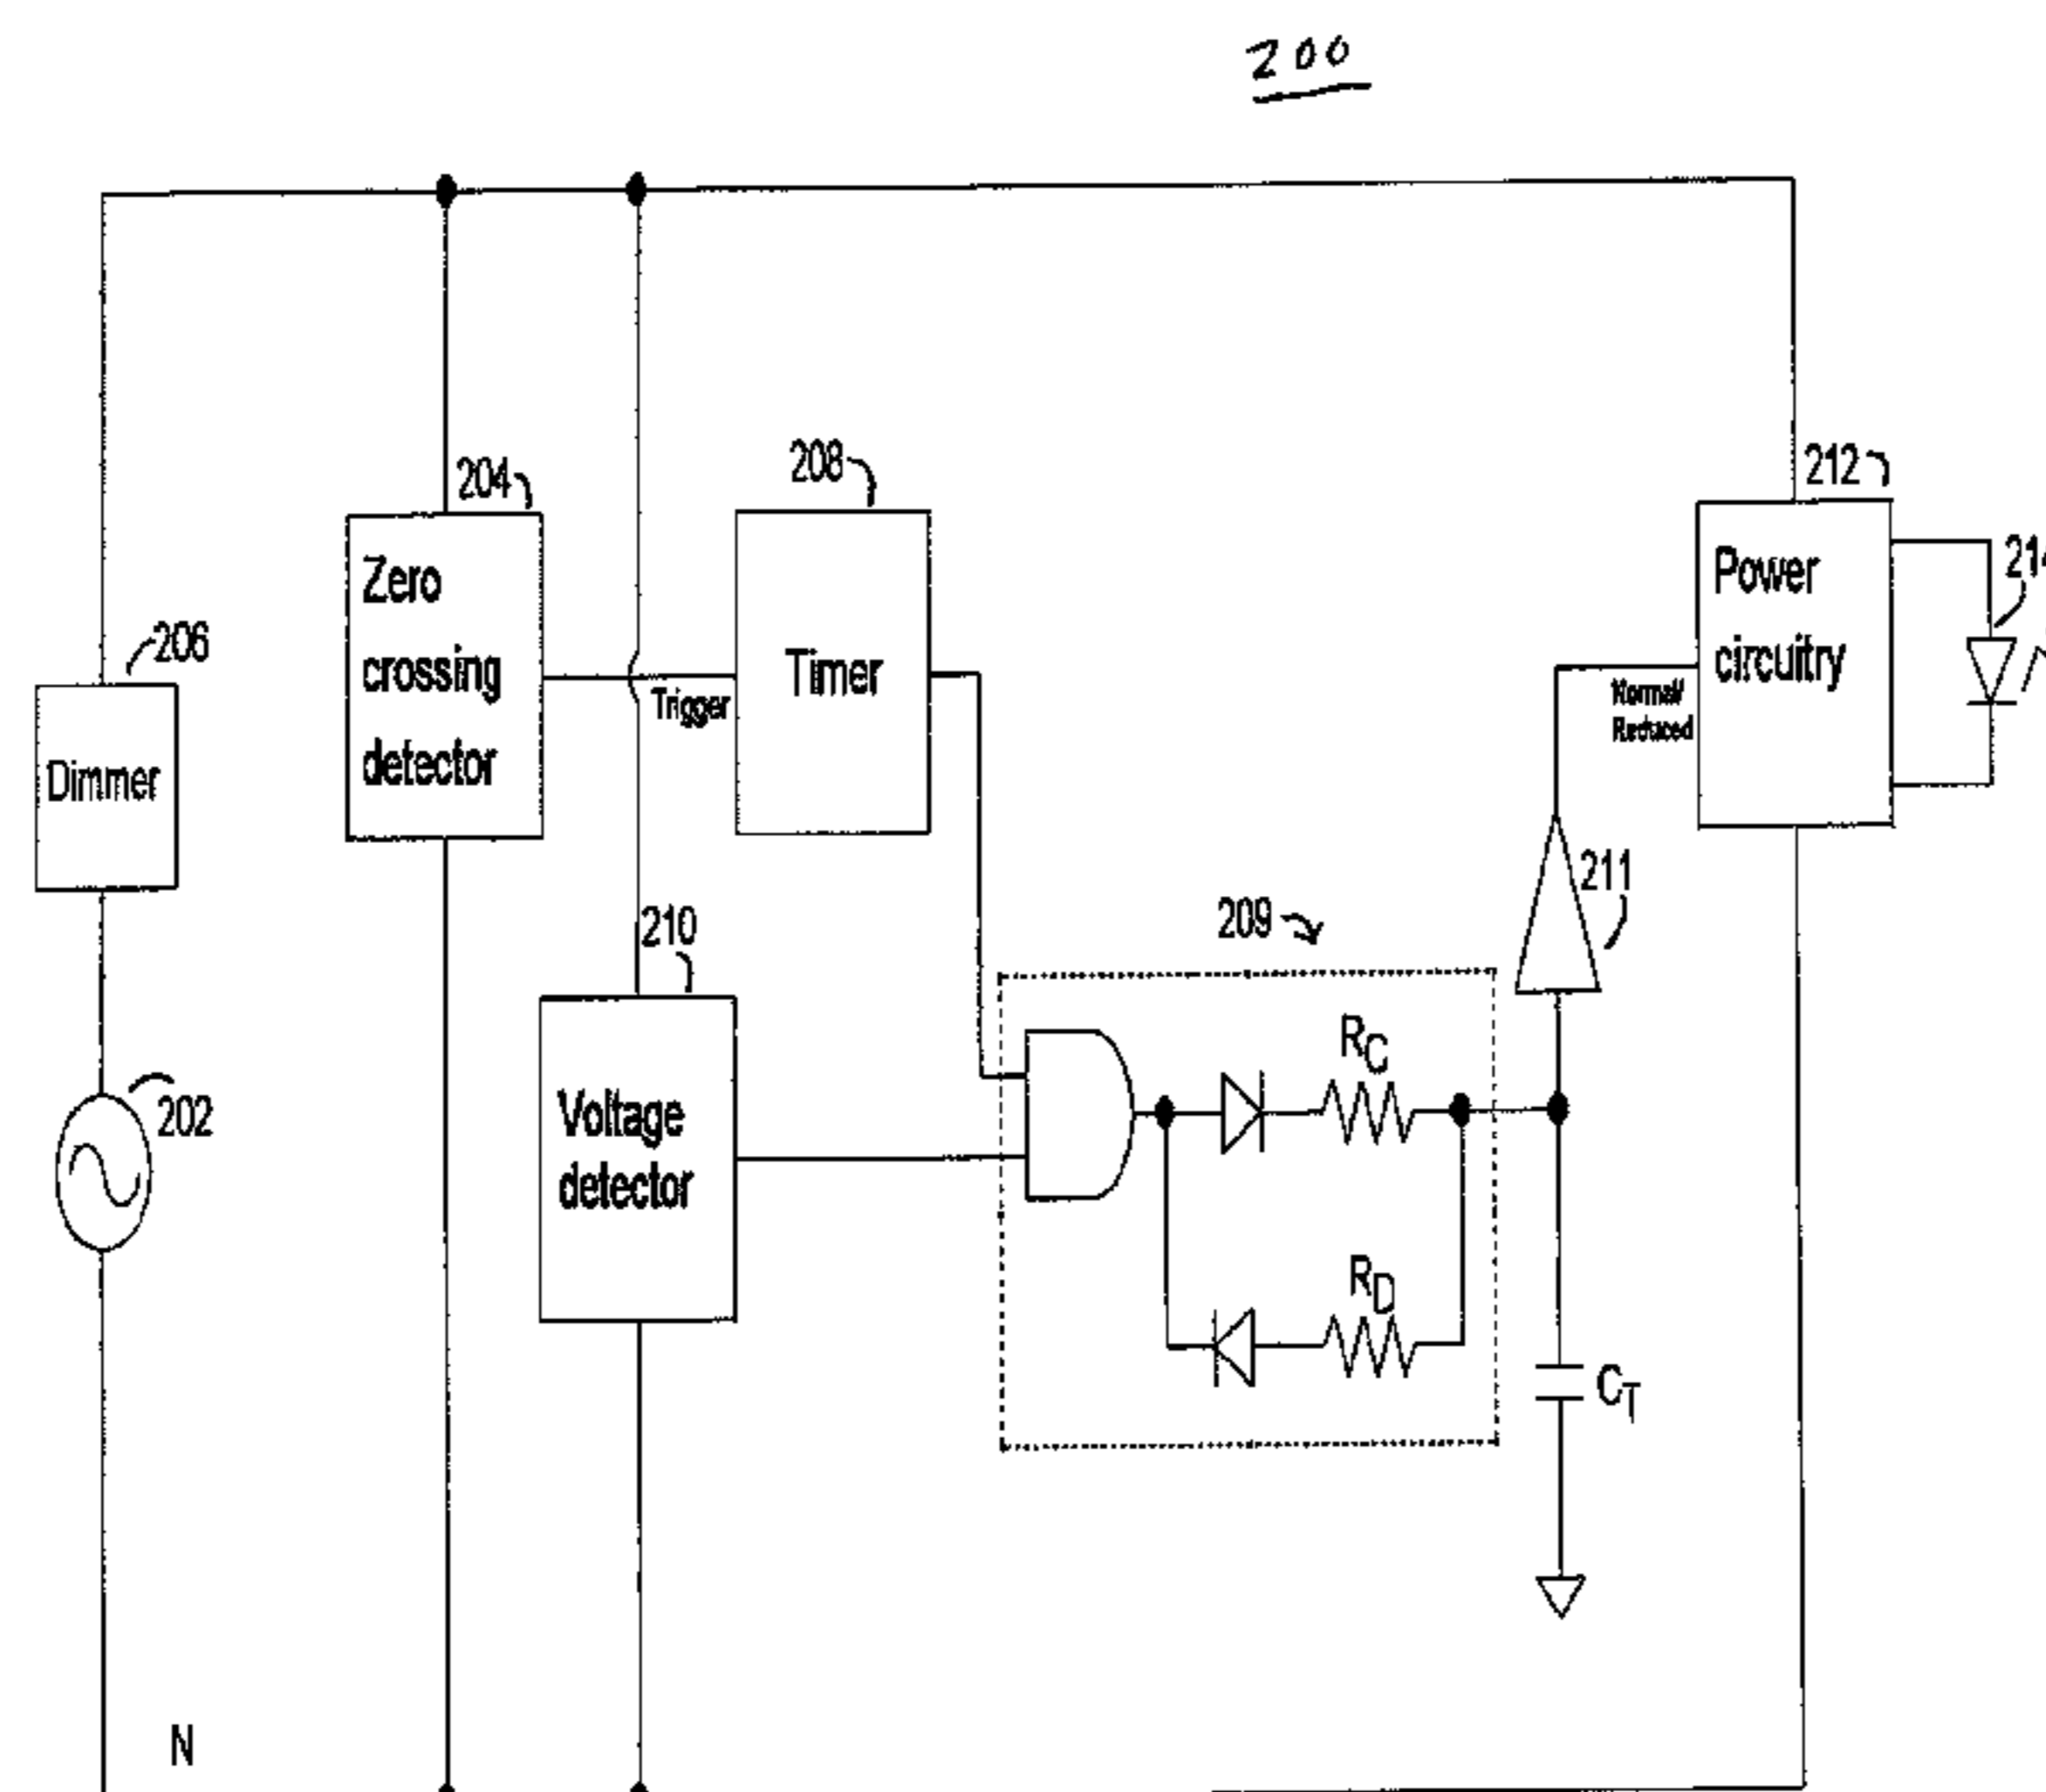 200
204
208
212
Zero
crossing
detector
Trigger
Timer
Power
circuitry
Normal/
Reduced
206
Dimmer
211
210
209
202
Voltage
detector
RC
RD
CT
N